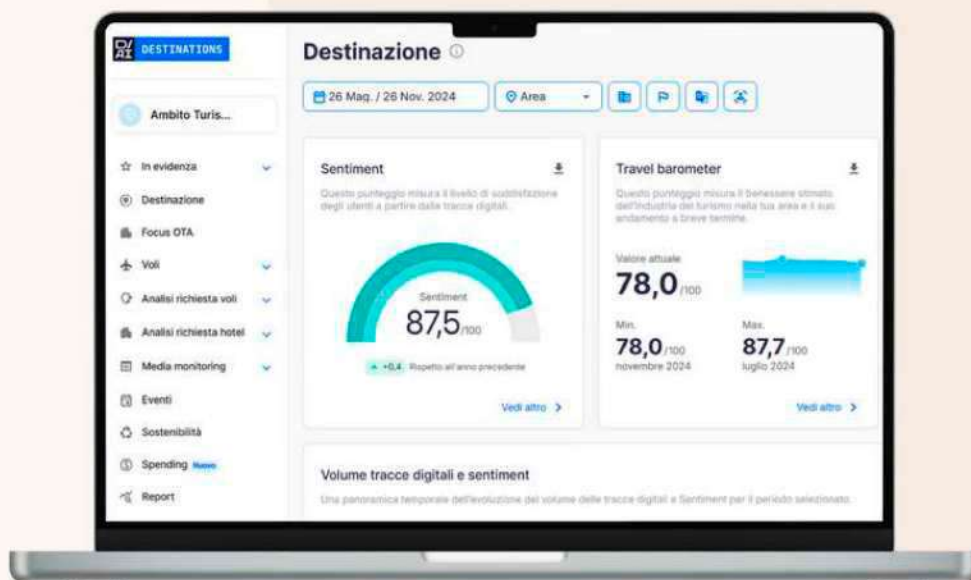 D/
AI DESTINATIONS
Ambito Turis...
In evidenza
Destinazione
Focus OTA
Voli
Analisi richiesta voli
Analisi richiesta hotel
Media monitoring
Eventi
Sostenibilità
Spending Nuovo
Report
Destinazione
26 Mag. / 26 Nov. 2024
Area
Sentiment
Questo punteggio misura il livello di soddisfazione
degli utenti a partire dalle tracce digitali.
Sentiment
87,5/100
+0,4 Rispetto all'anno precedente
Vedi altro >
Travel barometer
Questo punteggio misura il benessere stimato
dell'industria del turismo nella tua area e il suo
andamento a breve termine.
Valore attuale
78,0/100
Min.
78,0/100
novembre 2024
Max.
87,7/100
luglio 2024
Vedi altro >
Volume tracce digitali e sentiment
Una panoramica temporale dell'evoluzione del volume delle tracce digitali e Sentiment per il periodo selezionato.